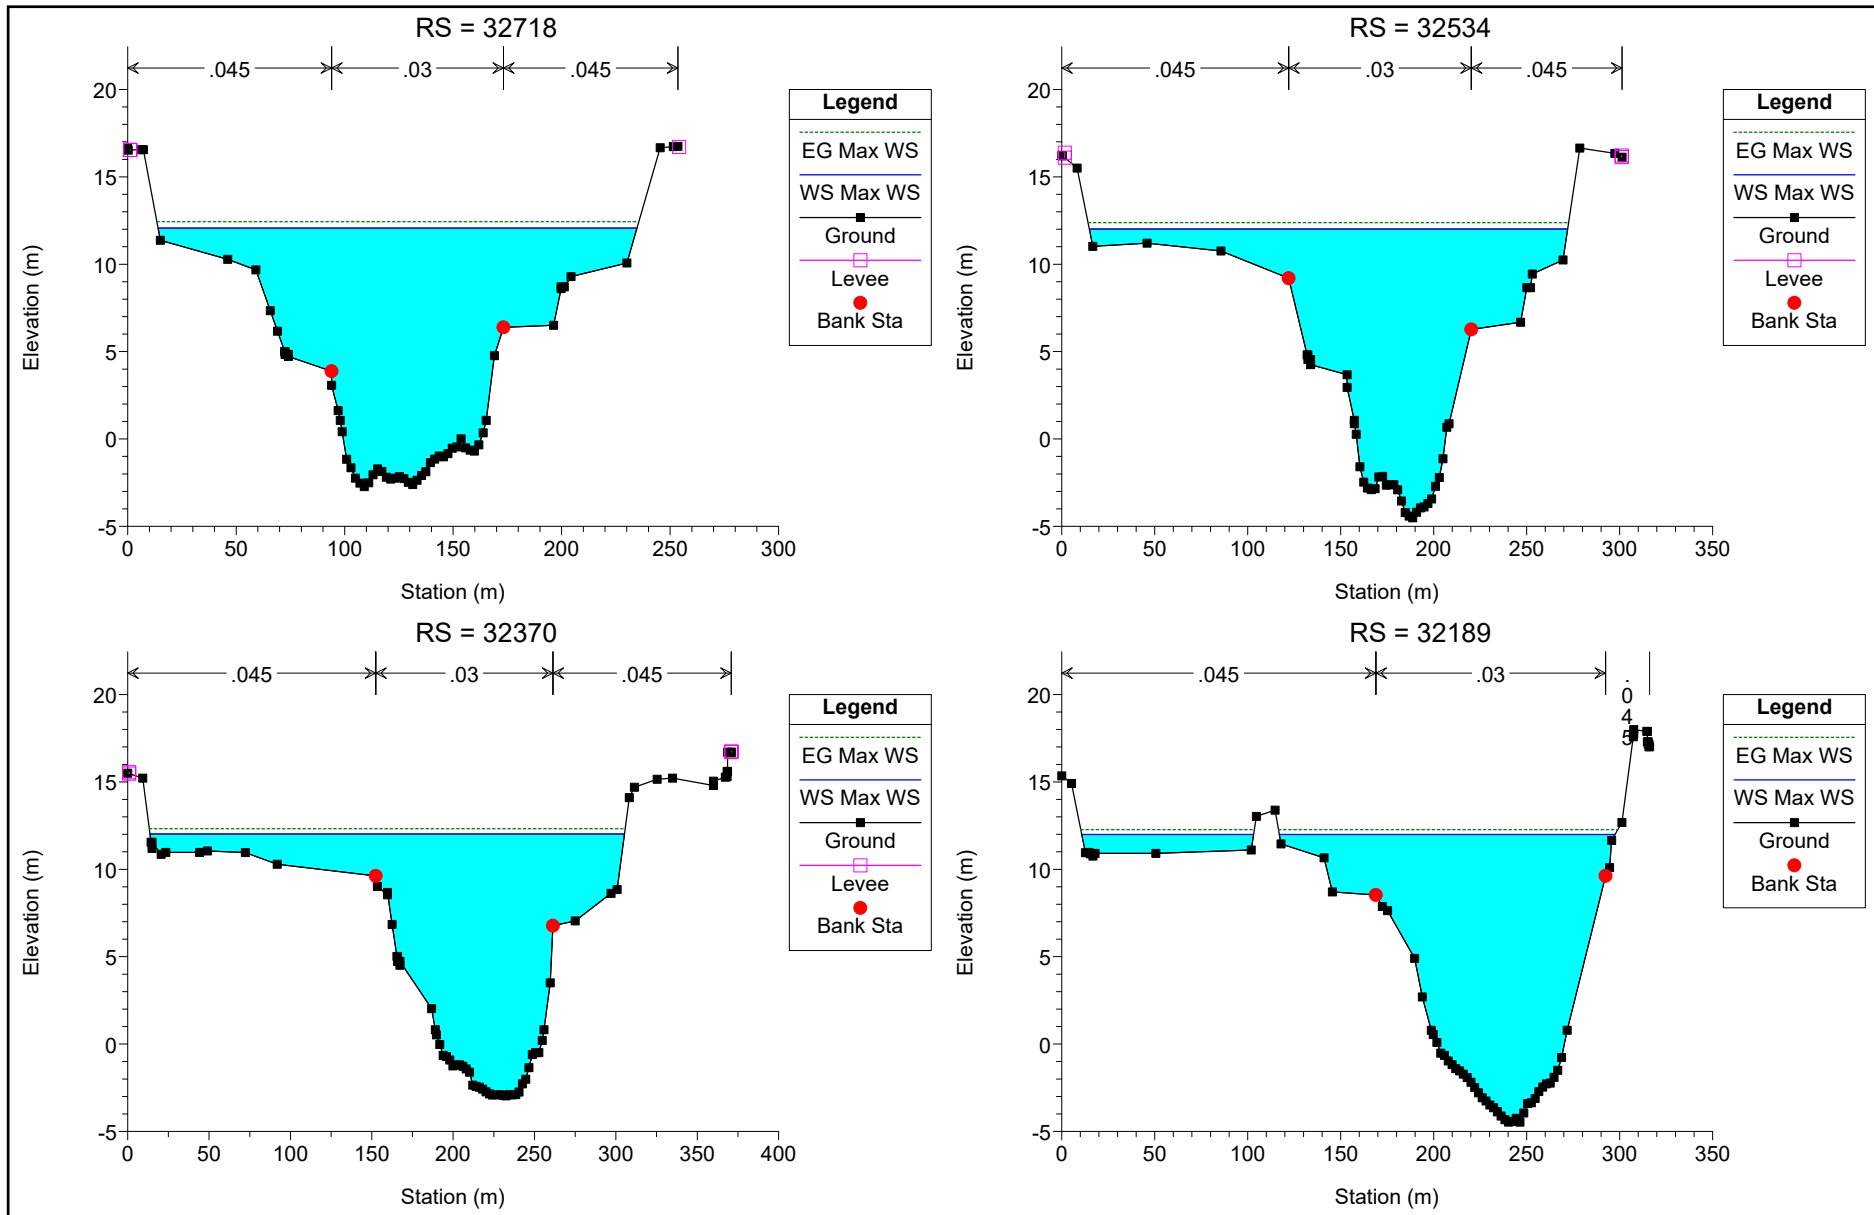 RS = 32718
.045 .03 .045
20
15
10
5
0
-5
0 50 100 150 200 250 300
Elevation (m)
Station (m)
Legend
EG Max WS
WS Max WS
Ground
Levee
Bank Sta
RS = 32534
.045 .03 .045
20
15
10
5
0
-5
0 50 100 150 200 250 300 350
Elevation (m)
Station (m)
Legend
EG Max WS
WS Max WS
Ground
Levee
Bank Sta
RS = 32370
.045 .03 .045
20
15
10
5
0
-5
0 50 100 150 200 250 300 350 400
Elevation (m)
Station (m)
Legend
EG Max WS
WS Max WS
Ground
Levee
Bank Sta
RS = 32189
.045 .03 .045
20
15
10
5
0
-5
0 50 100 150 200 250 300 350
Elevation (m)
Station (m)
Legend
EG Max WS
WS Max WS
Ground
Bank Sta